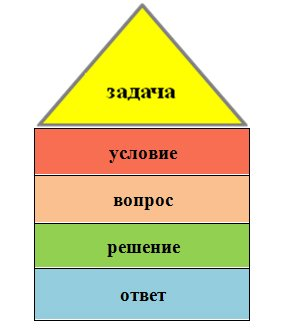 задача
условие
вопрос
решение
ответ